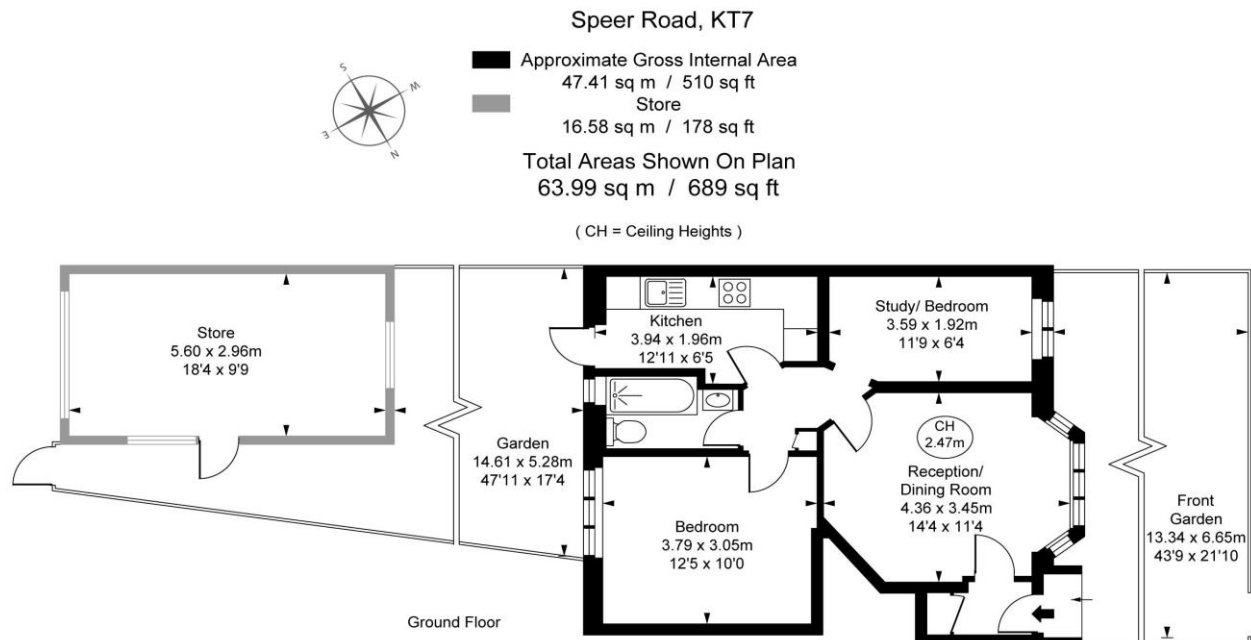 Speer Road, KT7
Approximate Gross Internal Area
47.41 sq m / 510 sq ft
Store
16.58 sq m / 178 sq ft
Total Areas Shown On Plan
63.99 sq m / 689 sq ft
( CH = Ceiling Heights )
S
W
E
N
Store
5.60 x 2.96m
18'4 x 9'9
Garden
14.61 x 5.28m
47'11 x 17'4
Kitchen
3.94 x 1.96m
12'11 x 6'5
Study/ Bedroom
3.59 x 1.92m
11'9 x 6'4
CH
2.47m
Reception/
Dining Room
4.36 x 3.45m
14'4 x 11'4
Bedroom
3.79 x 3.05m
12'5 x 10'0
Front
Garden
13.34 x 6.65m
43'9 x 21'10
Ground Floor